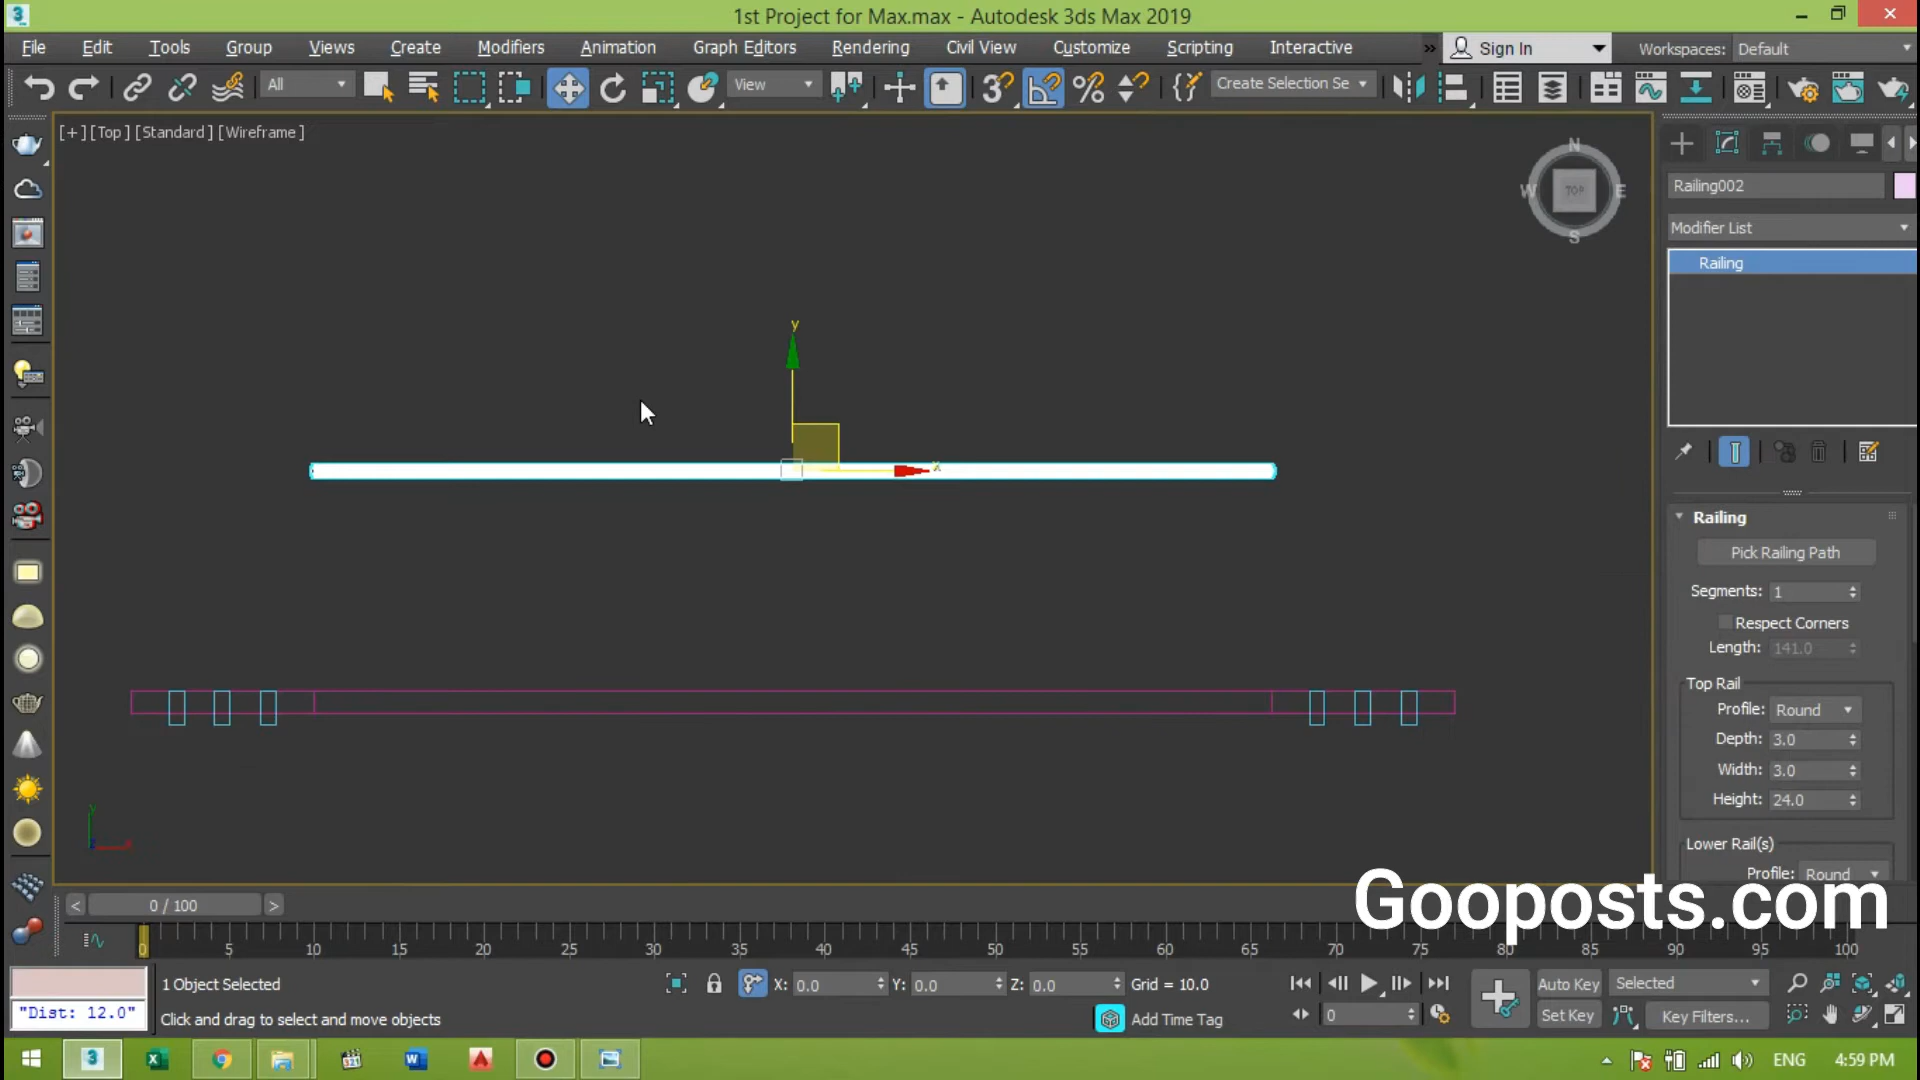 1st Project for Max.max - Autodesk 3ds Max 2019
File Edit Tools Group Views Create Modifiers Animation Graph Editors Rendering Civil View Customize Scripting Interactive » Sign In Workspaces: Default
All View Create Selection Se
[+] [Top] [Standard] [Wireframe]
N
W TOP E
S
Railing002
Modifier List
Railing
y
x
Railing
Pick Railing Path
Segments: 1
Respect Corners
Length: 141.0
Top Rail
Profile: Round
Depth: 3.0
Width: 3.0
Height: 24.0
Lower Rail(s)
Profile: Round
Gooposts.com
< 0 / 100 >
0 5 10 15 20 25 30 35 40 45 50 55 60 65 70 75 80 85 90 95 100
1 Object Selected X: 0.0 Y: 0.0 Z: 0.0 Grid = 10.0 Auto Key Selected
"Dist: 12.0" Click and drag to select and move objects Add Time Tag 0 Set Key Key Filters...
ENG 4:59 PM